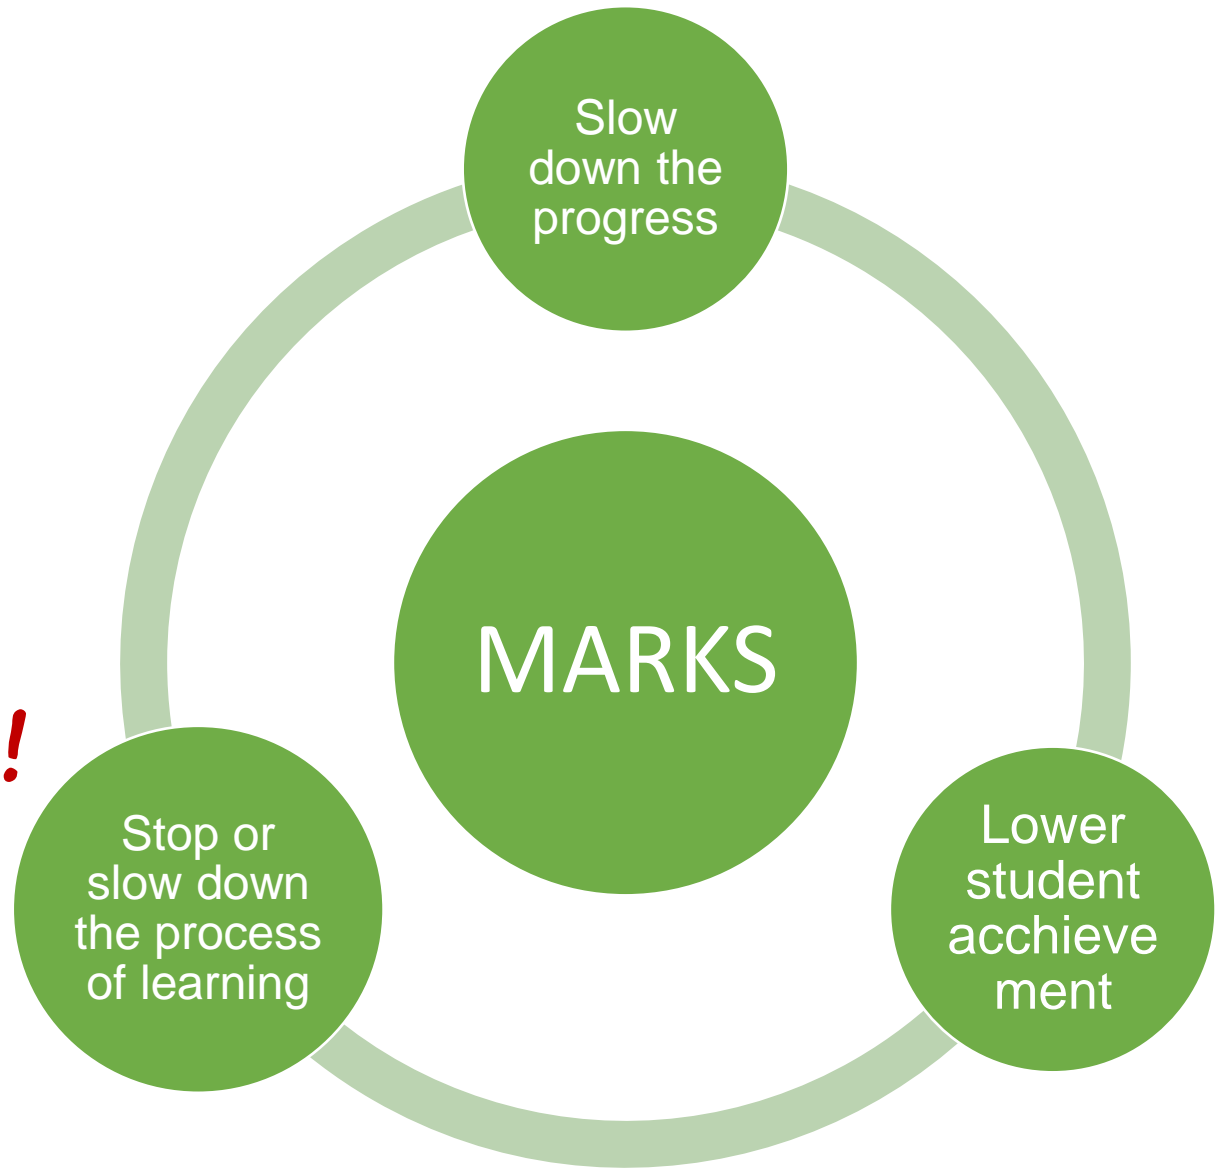 Slow
down the
progress
MARKS
!
Stop or
slow down
the process
of learning
Lower
student
acchieve
ment